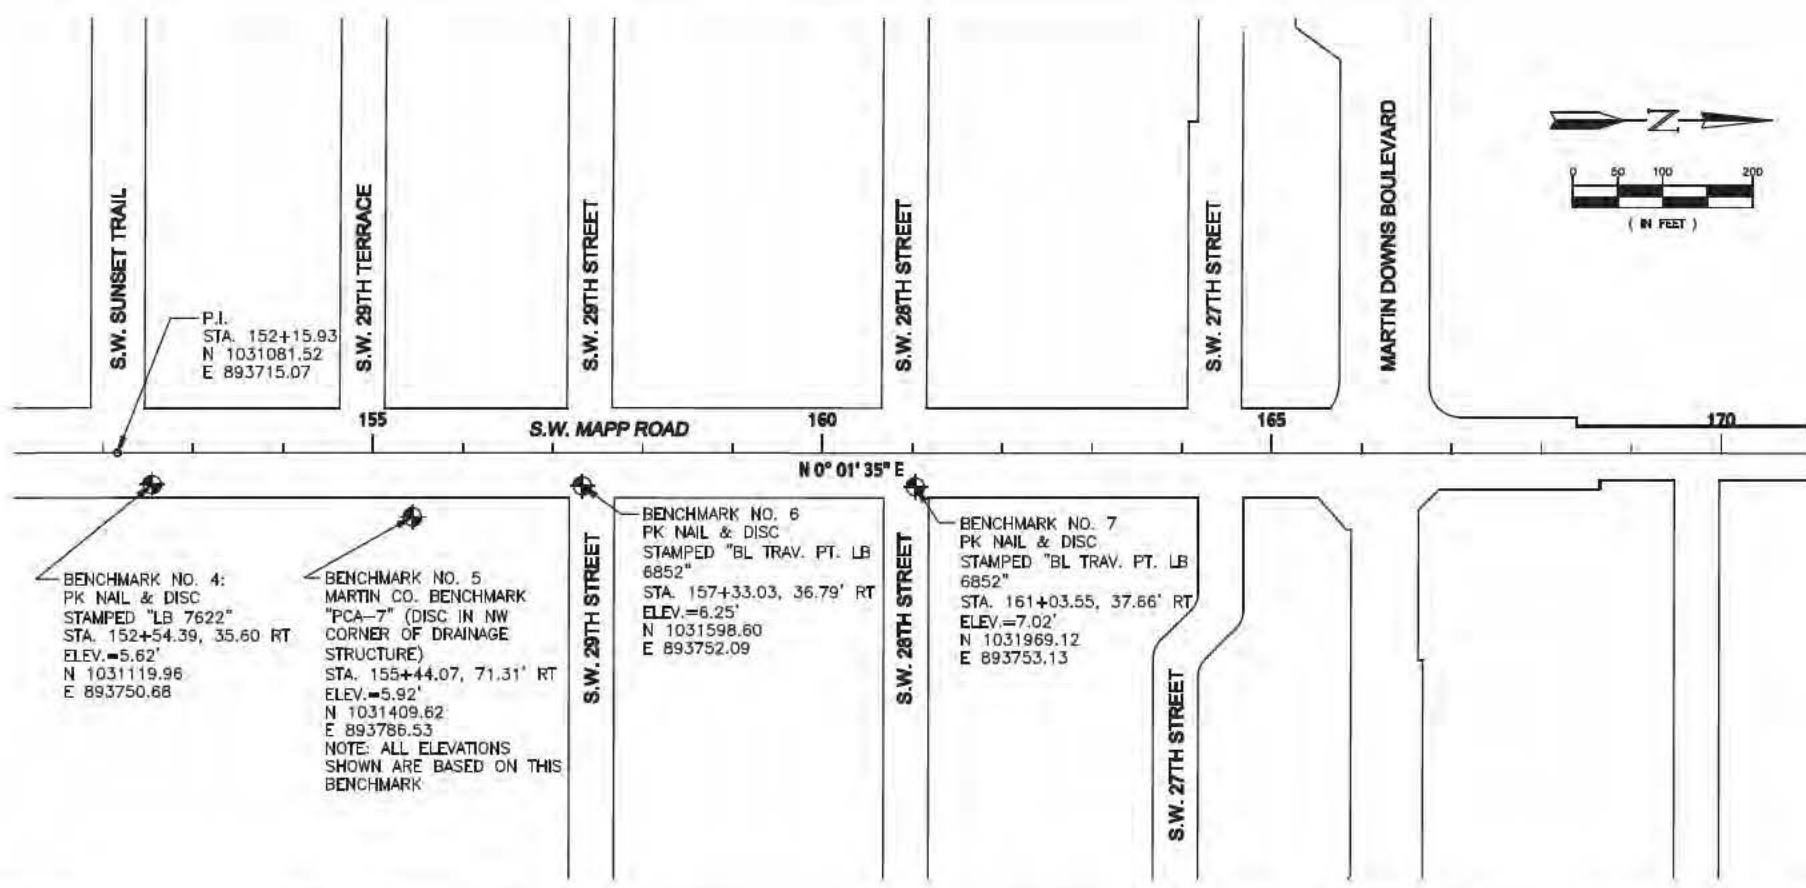 S.W. SUNSET TRAIL
S.W. 29TH TERRACE
S.W. 29TH STREET
S.W. 28TH STREET
S.W. 27TH STREET
MARTIN DOWNS BOULEVARD
Z
0 50 100 200
( IN FEET )
P.I.
STA. 152+15.93
N 1031081.52
E 893715.07
155
160
165
170
S.W. MAPP ROAD
N 0° 01' 35" E
BENCHMARK NO. 4:
PK NAIL & DISC
STAMPED "LB 7622"
STA. 152+54.39, 35.60 RT
ELEV.=5.62'
N 1031119.96
E 893750.68
BENCHMARK NO. 5
MARTIN CO. BENCHMARK
"PCA-7" (DISC IN NW
CORNER OF DRAINAGE
STRUCTURE)
STA. 155+44.07, 71.31' RT
ELEV.=5.92'
N 1031409.62
E 893786.53
NOTE: ALL ELEVATIONS
SHOWN ARE BASED ON THIS
BENCHMARK
S.W. 29TH STREET
BENCHMARK NO. 6
PK NAIL & DISC
STAMPED "BL TRAV. PT. LB
6852"
STA. 157+33.03, 36.79' RT
ELEV.=6.25'
N 1031598.60
E 893752.09
S.W. 28TH STREET
BENCHMARK NO. 7
PK NAIL & DISC
STAMPED "BL TRAV. PT. LB
6852"
STA. 161+03.55, 37.66' RT
ELEV.=7.02'
N 1031969.12
E 893753.13
S.W. 27TH STREET